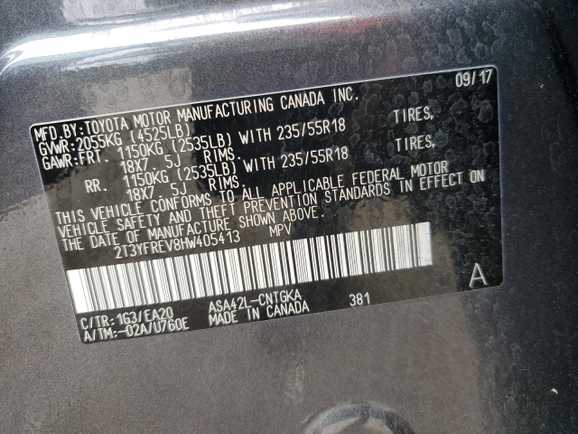 MFD.BY:TOYOTA MOTOR MANUFACTURING CANADA INC. 09/17
GVWR:2055KG (4525LB)
GAWR:FRT. 1150KG (2535LB) WITH 235/55R18 TIRES,
18X7. 5J RIMS.
RR. 1150KG (2535LB) WITH 235/55R18 TIRES,
18X7. 5J RIMS.
THIS VEHICLE CONFORMS TO ALL APPLICABLE FEDERAL MOTOR
VEHICLE SAFETY AND THEFT PREVENTION STANDARDS IN EFFECT ON
THE DATE OF MANUFACTURE SHOWN ABOVE.
2T3YFREV8HW405413 MPV
A
C/TR:1G3/EA20 ASA42L-CNTGKA 381
A/TM:-02A/U760E MADE IN CANADA